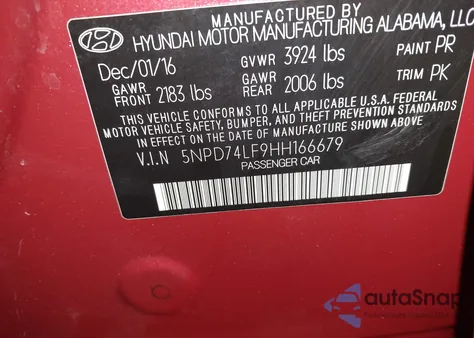 MANUFACTURED BY
HYUNDAI MOTOR MANUFACTURING ALABAMA, LLC
Dec/01/16 GVWR 3924 lbs PAINT PR
GAWR FRONT 2183 lbs GAWR REAR 2006 lbs TRIM PK
THIS VEHICLE CONFORMS TO ALL APPLICABLE U.S.A. FEDERAL
MOTOR VEHICLE SAFETY, BUMPER, AND THEFT PREVENTION STANDARDS
IN EFFECT ON THE DATE OF MANUFACTURE SHOWN ABOVE.
V.I.N 5NPD74LF9HH166679
PASSENGER CAR
autaSnap